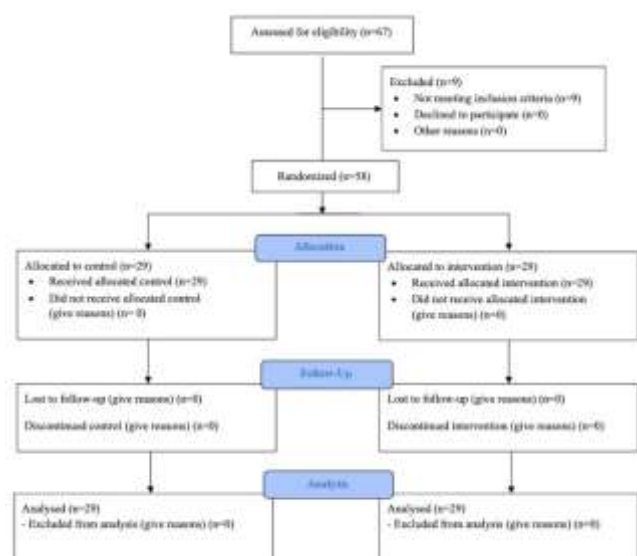 Assessed for eligibility (n=67)
Excluded (n=9)
• Not meeting inclusion criteria (n=9)
• Declined to participate (n=0)
• Other reasons (n=0)
Randomized (n=58)
Allocation
Allocated to control (n=29)
• Received allocated control (n=29)
• Did not receive allocated control
(give reasons) (n= 0)
Allocated to intervention (n=29)
• Received allocated intervention (n=29)
• Did not receive allocated intervention
(give reasons) (n=0)
Follow-Up
Lost to follow-up (give reasons) (n=0)
Discontinued control (give reasons) (n=0)
Lost to follow-up (give reasons) (n=0)
Discontinued intervention (give reasons) (n=0)
Analysis
Analysed (n=29)
- Excluded from analysis (give reasons) (n=0)
Analysed (n=29)
- Excluded from analysis (give reasons) (n=0)